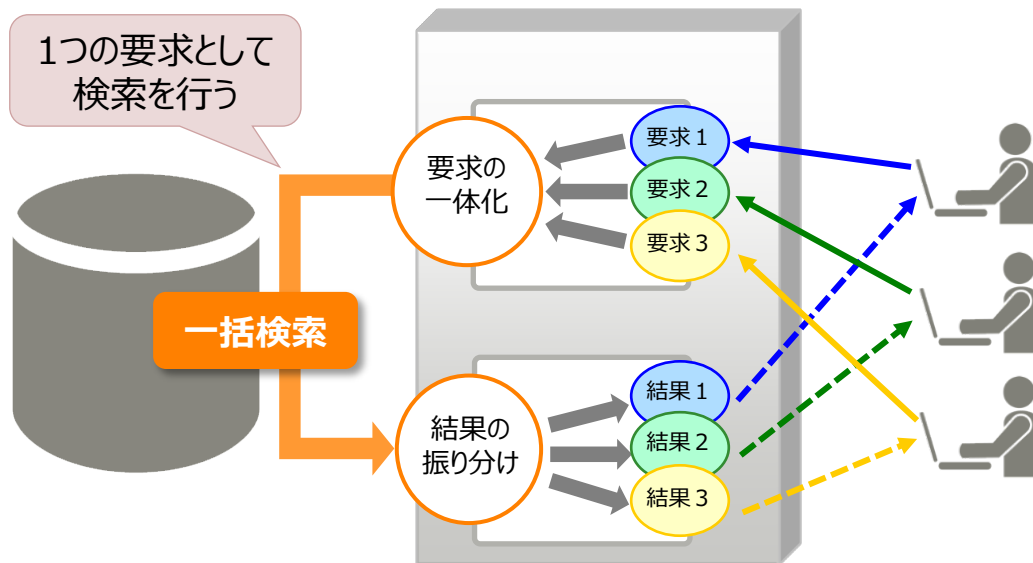 1つの要求として
検索を行う
要求の
一体化
要求1
要求2
要求3
一括検索
結果の
振り分け
結果1
結果2
結果3